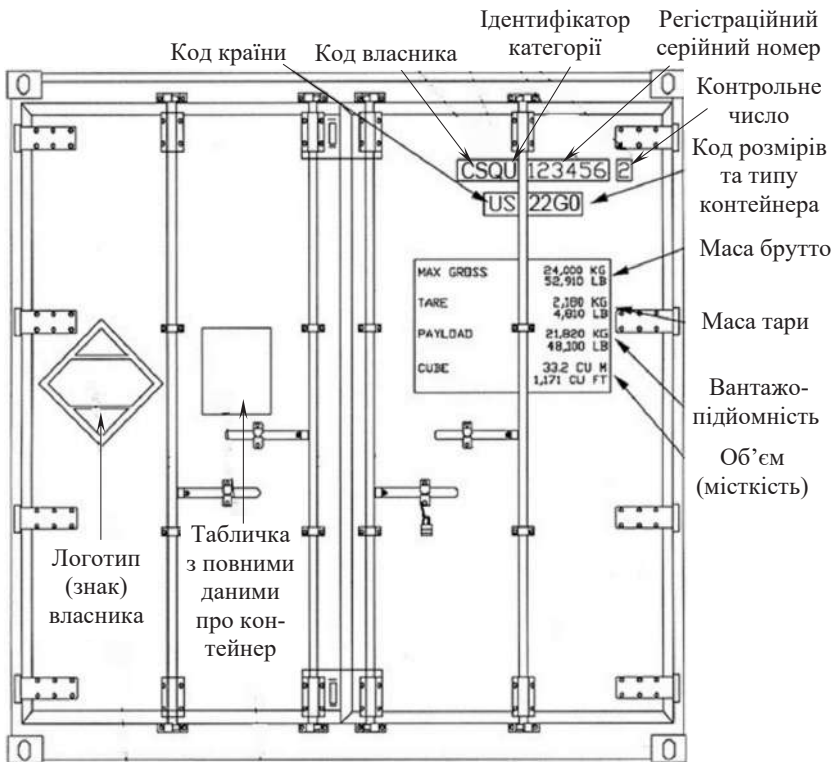 Ідентифікатор
категорії
Регістраційний
серійний номер
Код країни
Код власника
Контрольне
число
CSQU 123456 2
US 22G0
Код розмірів
та типу
контейнера
MAX GROSS 24,000 KG
52,910 LB
TARE 2,180 KG
4,810 LB
PAYLOAD 21,820 KG
48,100 LB
CUBE 33.2 CU M
1,171 CU FT
Маса брутто
Маса тари
Вантажо-
підйомність
Об’єм
(місткість)
Логотип
(знак)
власника
Табличка
з повними
даними
про кон-
тейнер